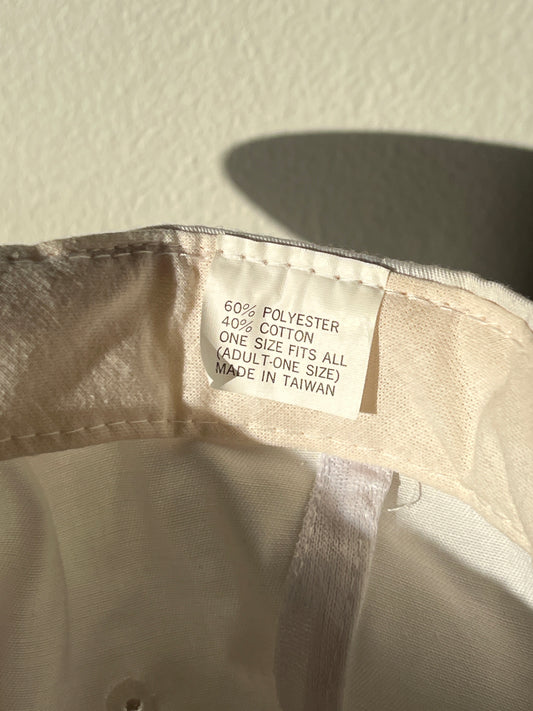 60% POLYESTER
40% COTTON
ONE SIZE FITS ALL
(ADULT-ONE SIZE)
MADE IN TAIWAN